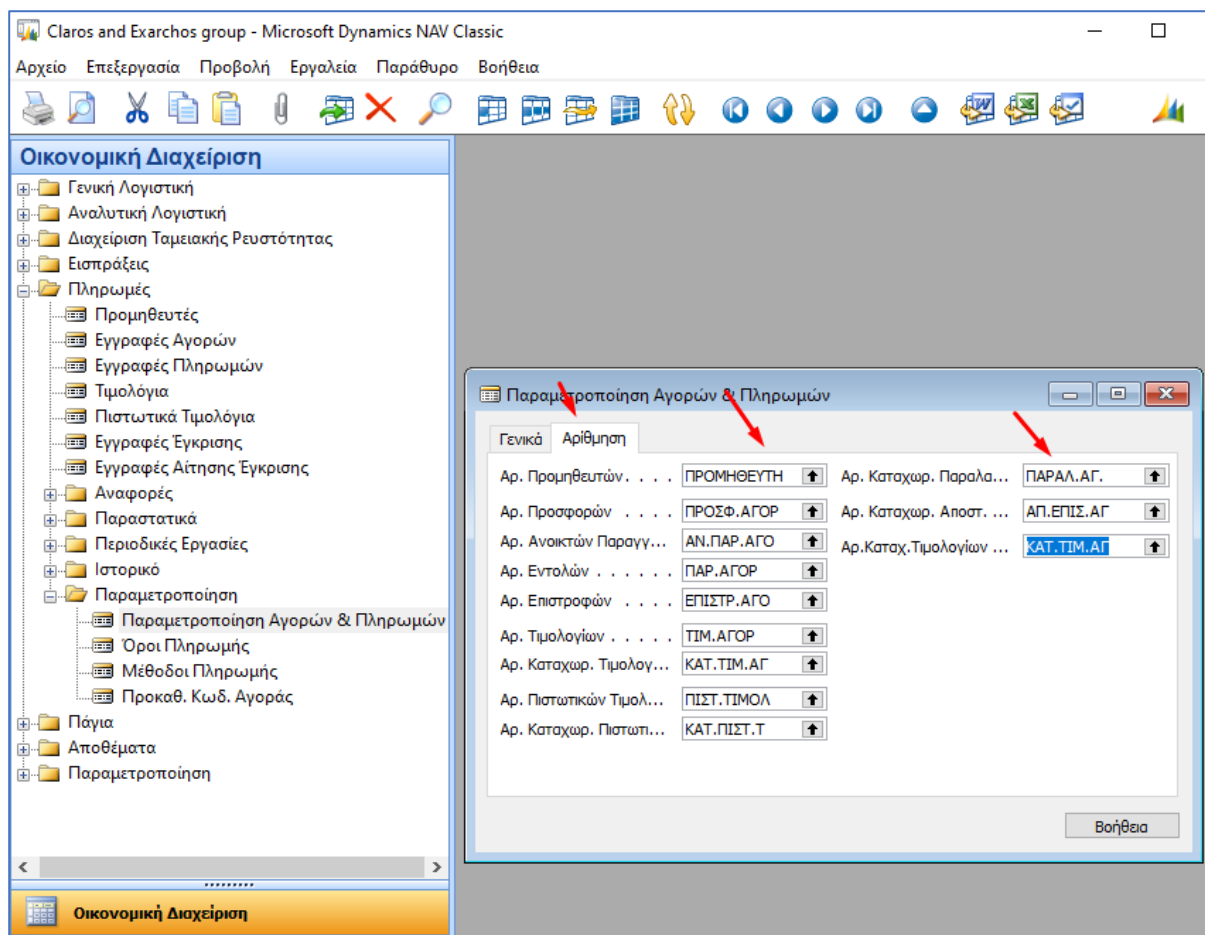 Claros and Exarchos group - Microsoft Dynamics NAV Classic
Αρχείο Επεξεργασία Προβολή Εργαλεία Παράθυρο Βοήθεια
Οικονομική Διαχείριση
Γενική Λογιστική
Αναλυτική Λογιστική
Διαχείριση Ταμειακής Ρευστότητας
Εισπράξεις
Πληρωμές
Προμηθευτές
Εγγραφές Αγορών
Εγγραφές Πληρωμών
Τιμολόγια
Πιστωτικά Τιμολόγια
Εγγραφές Έγκρισης
Εγγραφές Αίτησης Έγκρισης
Αναφορές
Παραστατικά
Περιοδικές Εργασίες
Ιστορικό
Παραμετροποίηση
Παραμετροποίηση Αγορών & Πληρωμών
Όροι Πληρωμής
Μέθοδοι Πληρωμής
Προκαθ. Κωδ. Αγοράς
Πάγια
Αποθέματα
Παραμετροποίηση
Οικονομική Διαχείριση
Παραμετροποίηση Αγορών & Πληρωμών
Γενικά Αρίθμηση
Αρ. Προμηθευτών. . . . ΠΡΟΜΗΘΕΥΤΗ Αρ. Καταχωρ. Παραλα... ΠΑΡΑΛ.ΑΓ.
Αρ. Προσφορών . . . . ΠΡΟΣΦ.ΑΓΟΡ Αρ. Καταχωρ. Αποστ. ... ΑΠ.ΕΠΙΣ.ΑΓ
Αρ. Ανοικτών Παραγγ... ΑΝ.ΠΑΡ.ΑΓΟ Αρ.Καταχ.Τιμολογίων ... ΚΑΤ.ΤΙΜ.ΑΓ
Αρ. Εντολών . . . . . . ΠΑΡ.ΑΓΟΡ
Αρ. Επιστροφών . . . . ΕΠΙΣΤΡ.ΑΓΟ
Αρ. Τιμολογίων . . . . . ΤΙΜ.ΑΓΟΡ
Αρ. Καταχωρ. Τιμολογ... ΚΑΤ.ΤΙΜ.ΑΓ
Αρ. Πιστωτικών Τιμολ... ΠΙΣΤ.ΤΙΜΟΛ
Αρ. Καταχωρ. Πιστωτι... ΚΑΤ.ΠΙΣΤ.Τ
Βοήθεια